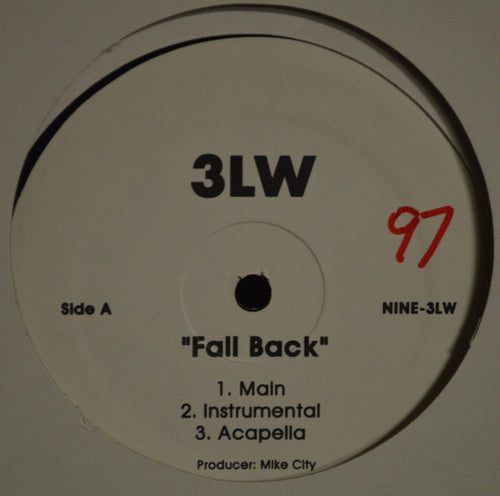 3LW
97
Side A
NINE-3LW
"Fall Back"
1. Main
2. Instrumental
3. Acapella
Producer: Mike City